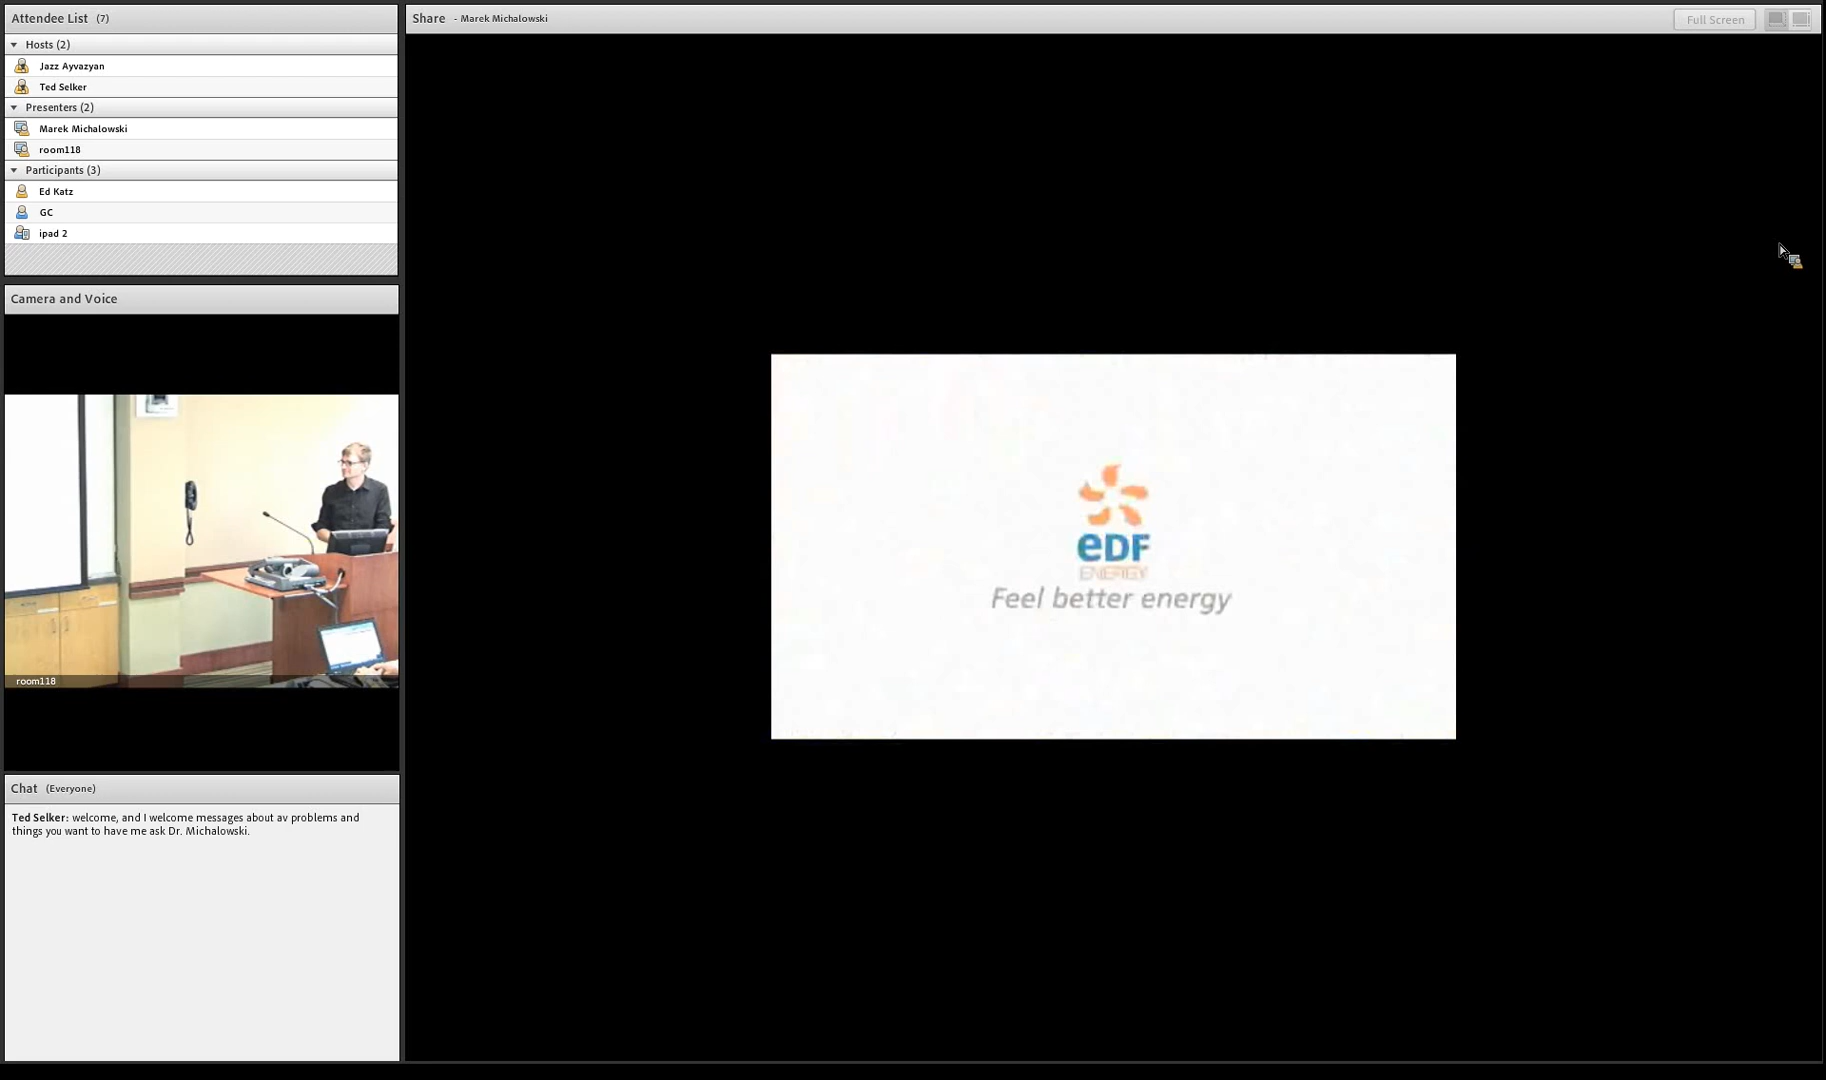 Attendee List (7)
Hosts (2)
Jazz Ayvazyan
Ted Selker
Presenters (2)
Marek Michalowski
room118
Participants (3)
Ed Katz
GC
ipad 2
Camera and Voice
room118
Chat (Everyone)
Ted Selker: welcome, and I welcome messages about av problems and
things you want to have me ask Dr. Michalowski.
Share - Marek Michalowski
Full Screen
eDF
ENERGY
Feel better energy